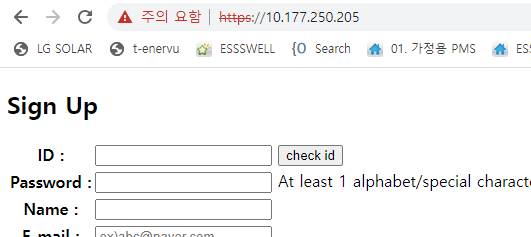 주의 요함 https://10.177.250.205
LG SOLAR t-enervu ESSSWELL Search 01. 가정용 PMS
Sign Up
ID : check id
Password : At least 1 alphabet/special
Name :
E-mail : ex)abc@naver.com